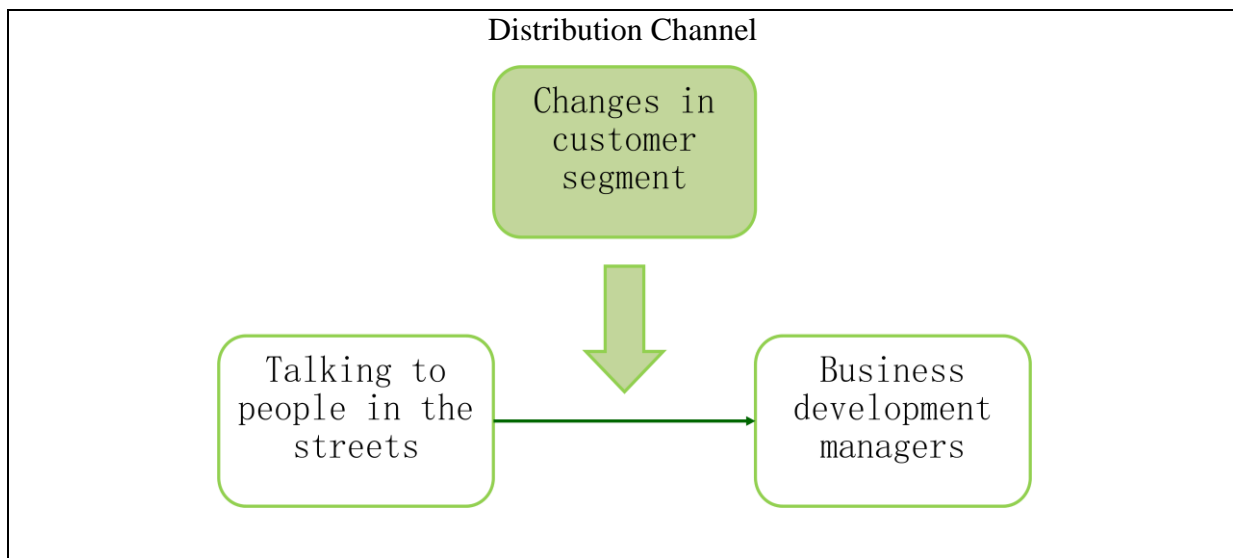 Distribution Channel
Changes in
customer
segment
Talking to
people in the
streets
Business
development
managers